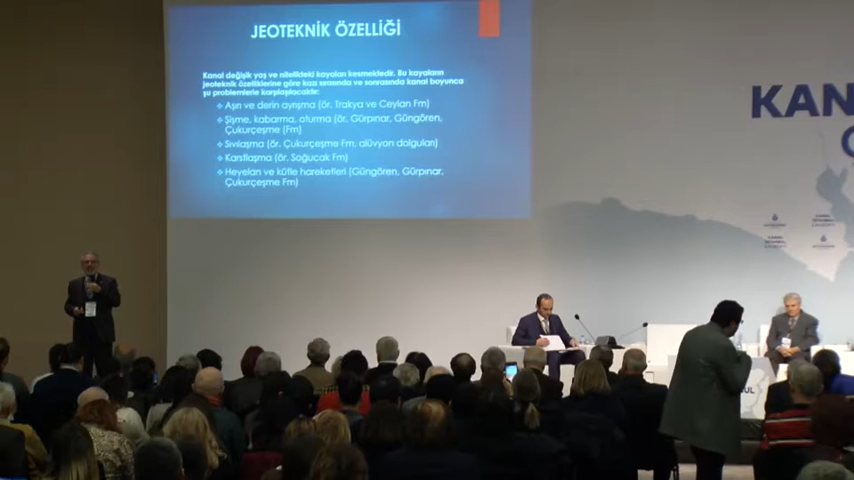 JEOTEKNİK ÖZELLİĞİ
Kanal değişik yaş ve nitelikteki kayaları kesmektedir. Bu kayaların
jeoteknik özelliklerine göre kazı sırasında ve sonrasında kanal boyunca
şu problemlerle karşılaşılacaktır:
Aşırı ve derin ayrışma (ör. Trakya ve Ceylan Fm)
Şişme, kabarma, oturma (ör. Gürpınar, Güngören,
Çukurçeşme (Fm)
Sıvılaşma (ör. Çukurçeşme Fm, alüvyon dolguları)
Karstlaşma (ör. Soğucak Fm)
Heyelan ve kütle hareketleri (Güngören, Gürpınar,
Çukurçeşme Fm)
KAN